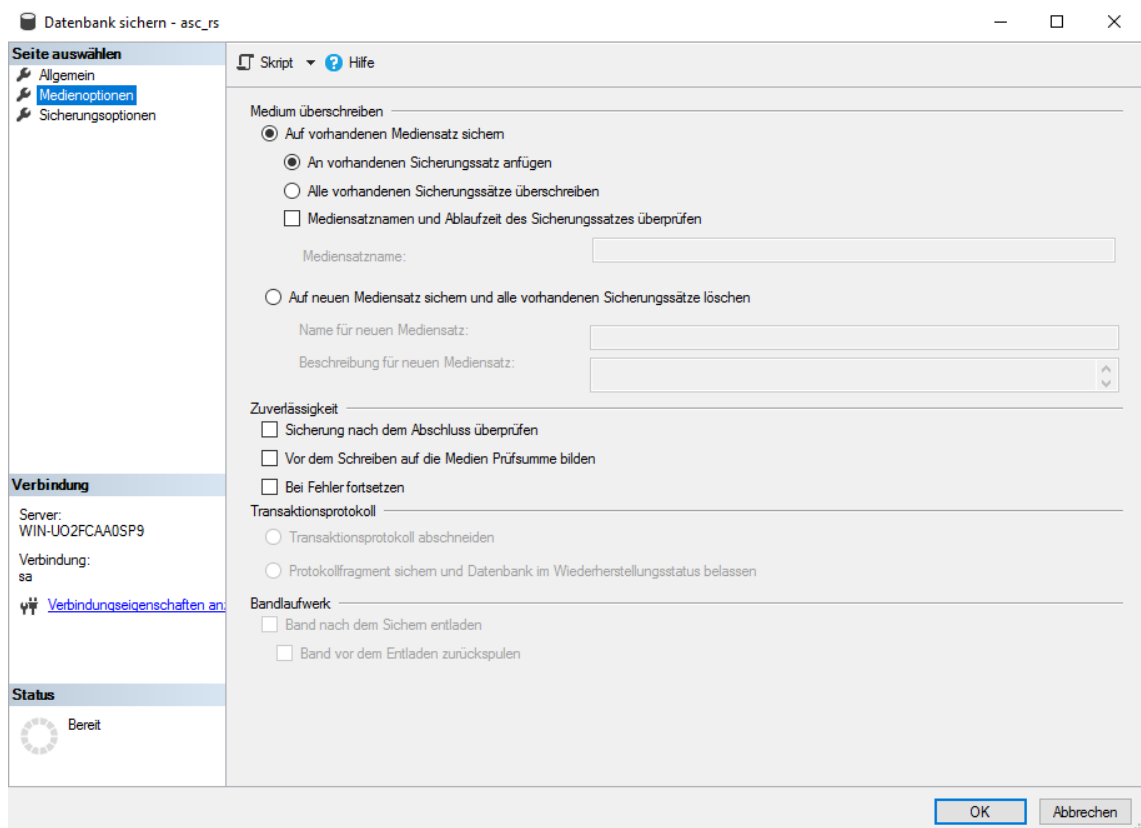 Datenbank sichern - asc_rs
Seite auswählen
Allgemein
Medienoptionen
Sicherungsoptionen
Skript
Hilfe
Medium überschreiben
Auf vorhandenen Mediensatz sichern
An vorhandenen Sicherungssatz anfügen
Alle vorhandenen Sicherungssätze überschreiben
Mediensatznamen und Ablaufzeit des Sicherungssatzes überprüfen
Mediensatzname:
Auf neuen Mediensatz sichern und alle vorhandenen Sicherungssätze löschen
Name für neuen Mediensatz:
Beschreibung für neuen Mediensatz:
Zuverlässigkeit
Sicherung nach dem Abschluss überprüfen
Vor dem Schreiben auf die Medien Prüfsumme bilden
Bei Fehler fortsetzen
Transaktionsprotokoll
Transaktionsprotokoll abschneiden
Protokollfragment sichern und Datenbank im Wiederherstellungsstatus belassen
Bandlaufwerk
Band nach dem Sichern entladen
Band vor dem Entladen zurückspulen
Verbindung
Server:
WIN-UO2FCAA0SP9
Verbindung:
sa
Verbindungseigenschaften an
Status
Bereit
OK
Abbrechen